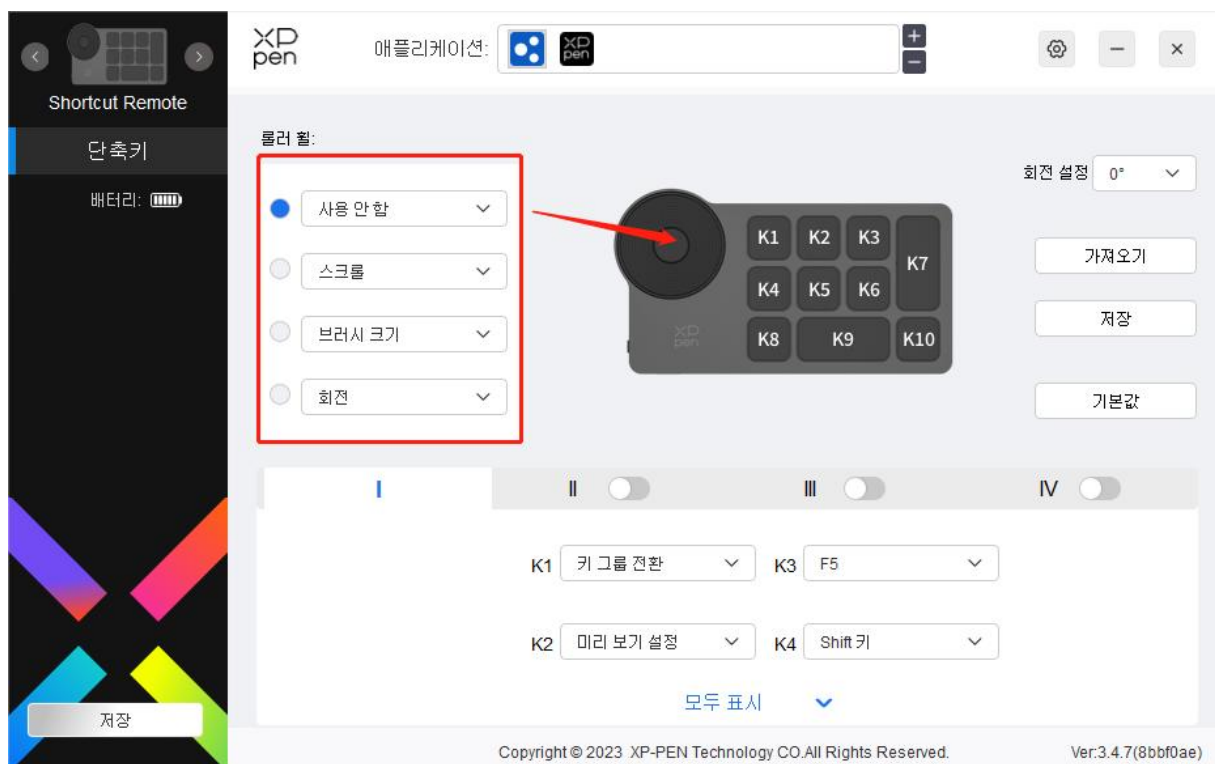 XP
pen
애플리케이션:
XP
pen
Shortcut Remote
단축키
배터리:
롤러 휠:
회전 설정 0°
사용 안 함
스크롤
브러시 크기
회전
K1 K2 K3
K7
K4 K5 K6
XP
pen
K8 K9 K10
가져오기
저장
기본값
I II III IV
K1 키 그룹 전환 K3 F5
K2 미리 보기 설정 K4 Shift 키
모두 표시
저장
Copyright © 2023 XP-PEN Technology CO.All Rights Reserved. Ver:3.4.7(8bbf0ae)